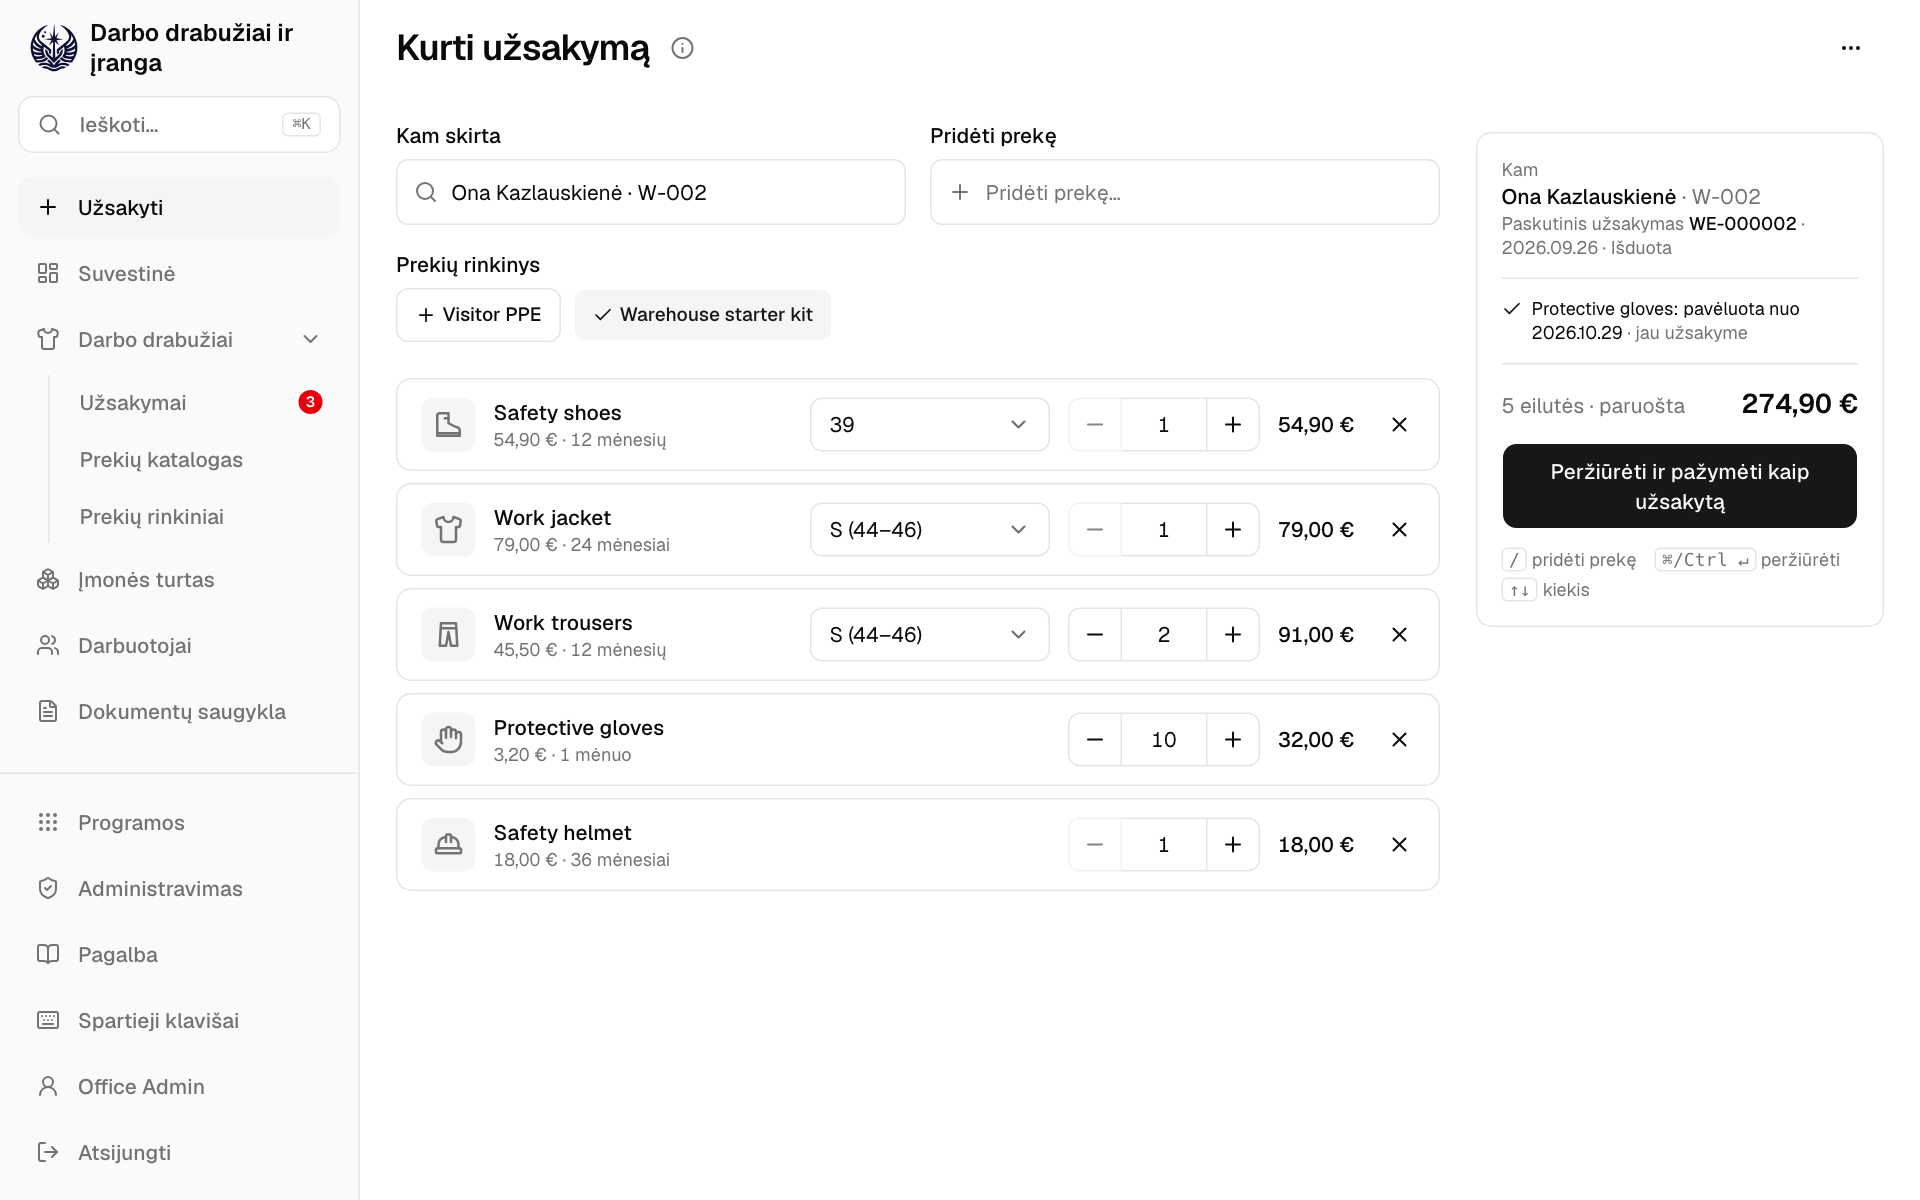 Darbo drabužiai ir
įranga
Ieškoti...
⌘K
Užsakyti
Suvestinė
Darbo drabužiai
Užsakymai
3
Prekių katalogas
Prekių rinkiniai
Įmonės turtas
Darbuotojai
Dokumentų saugykla
Programos
Administravimas
Pagalba
Spartieji klavišai
Office Admin
Atsijungti
Kurti užsakymą
Kam skirta
Ona Kazlauskienė · W-002
Pridėti prekę
Pridėti prekę...
Prekių rinkinys
Visitor PPE
Warehouse starter kit
Safety shoes
54,90 € · 12 mėnesių
39
1
54,90 €
Work jacket
79,00 € · 24 mėnesiai
S (44–46)
1
79,00 €
Work trousers
45,50 € · 12 mėnesių
S (44–46)
2
91,00 €
Protective gloves
3,20 € · 1 mėnuo
10
32,00 €
Safety helmet
18,00 € · 36 mėnesiai
1
18,00 €
Kam
Ona Kazlauskienė · W-002
Paskutinis užsakymas WE-000002 ·
2026.09.26 · Išduota
Protective gloves: pavėluota nuo
2026.10.29 · jau užsakyme
5 eilutės · paruošta
274,90 €
Peržiūrėti ir pažymėti kaip
užsakytą
/ pridėti prekę ⌘/Ctrl ↵ peržiūrėti
↑↓ kiekis